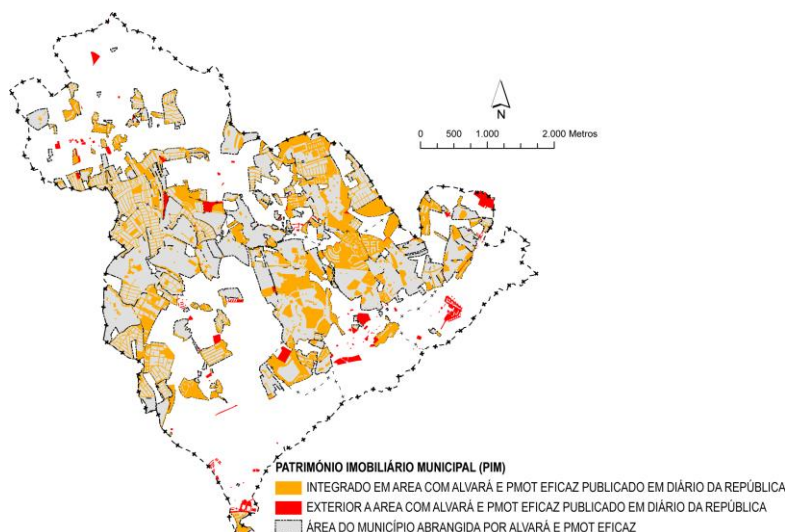 N
0 500 1.000 2.000 Metros
PATRIMÓNIO IMOBILIÁRIO MUNICIPAL (PIM)
INTEGRADO EM AREA COM ALVARÁ E PMOT EFICAZ PUBLICADO EM DIÁRIO DA REPÚBLICA
EXTERIOR A AREA COM ALVARÁ E PMOT EFICAZ PUBLICADO EM DIÁRIO DA REPÚBLICA
ÁREA DO MUNICÍPIO ABRANGIDA POR ALVARÁ E PMOT EFICAZ